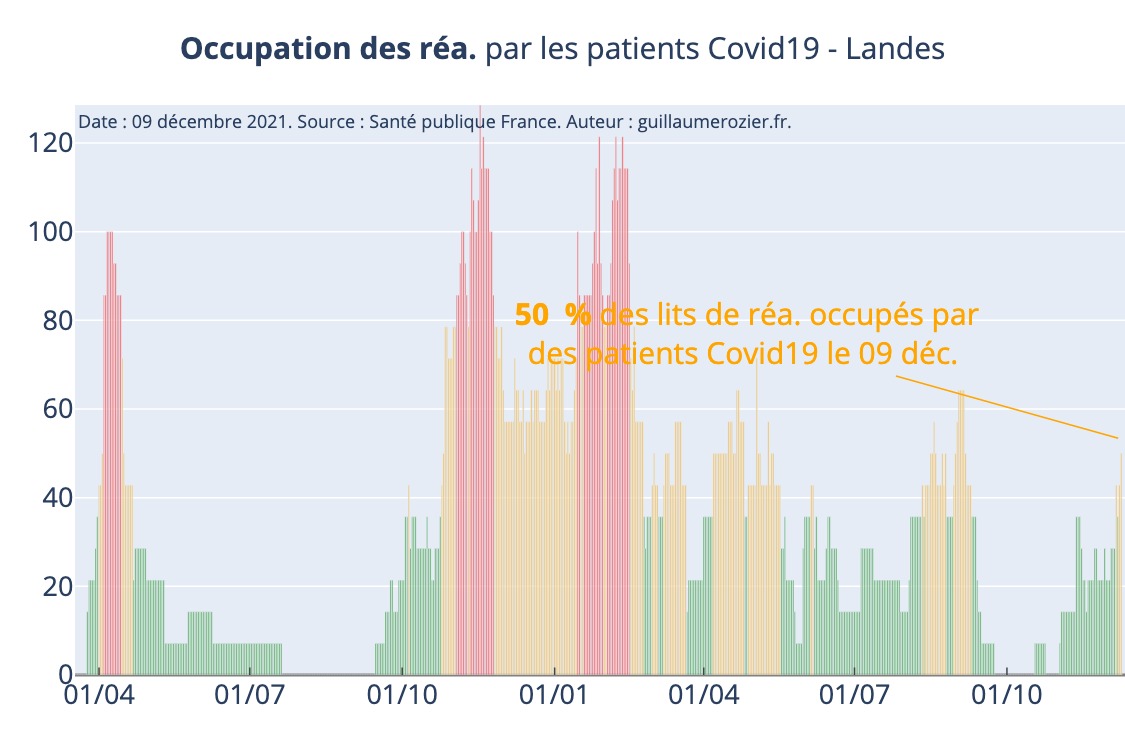 Occupation des réa. par les patients Covid19 - Landes
Date : 09 décembre 2021. Source : Santé publique France. Auteur : guillaumerozier.fr.
120
100
80
60
40
20
0
50 % des lits de réa. occupés par
des patients Covid19 le 09 déc.
01/04 01/07 01/10 01/01 01/04 01/07 01/10